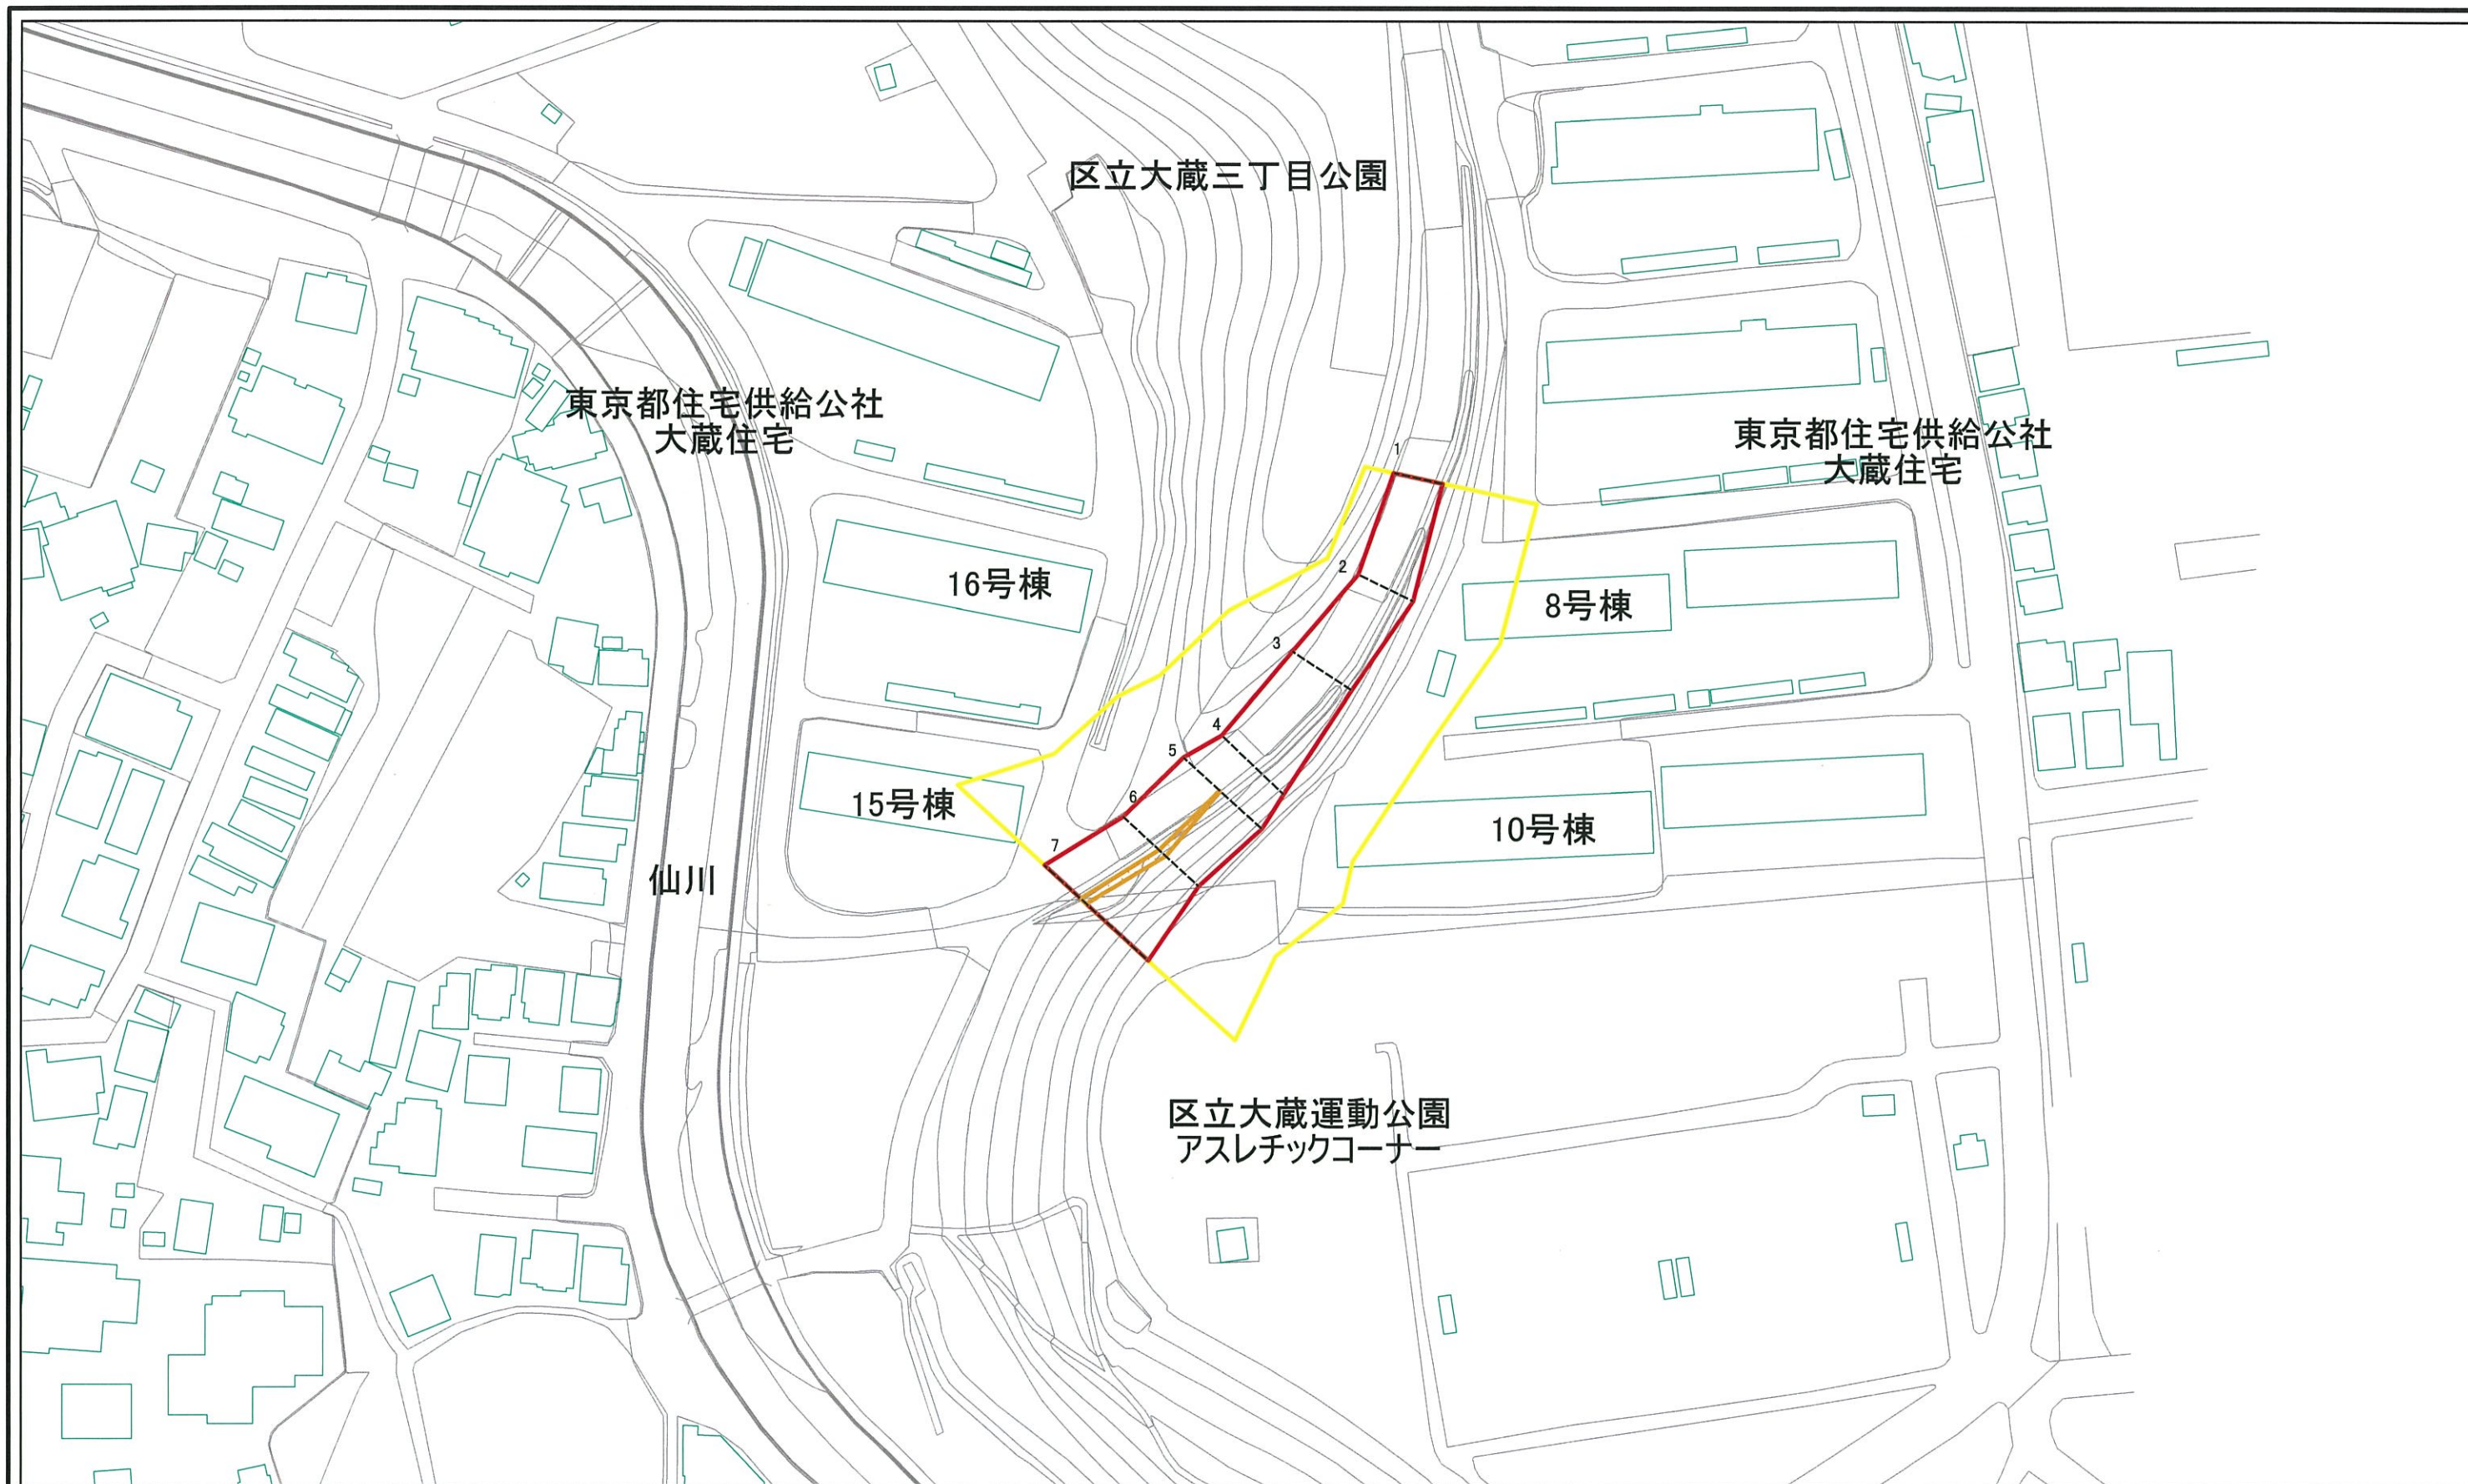 区立大蔵三丁目公園
東京都住宅供給公社
大蔵住宅
東京都住宅供給公社
大蔵住宅
1
2
3
4
5
6
7
16号棟
8号棟
15号棟
10号棟
仙川
区立大蔵運動公園
アスレチックコーナー